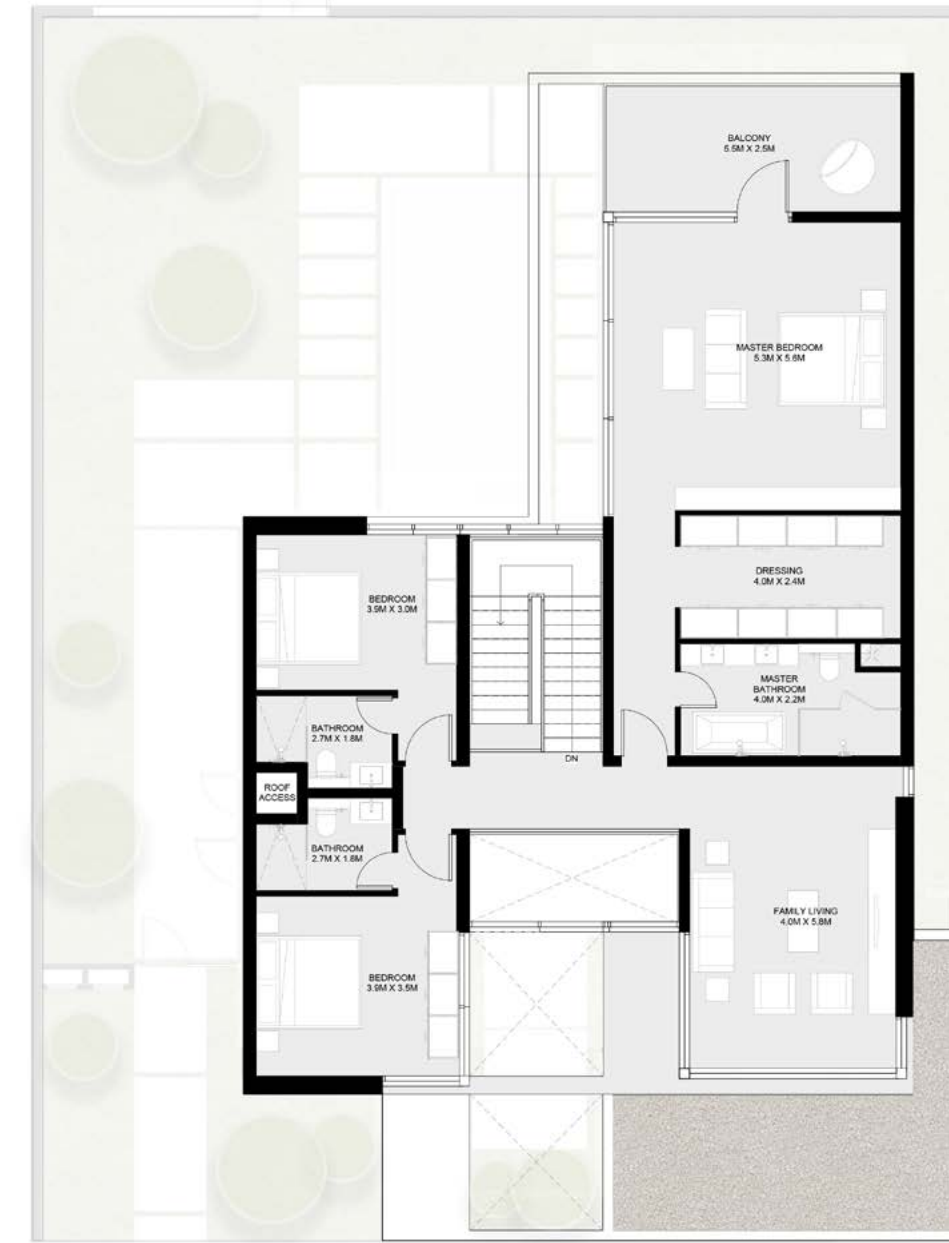 BALCONY
5.5M X 2.5M
MASTER BEDROOM
5.3M X 5.6M
DRESSING
4.0M X 2.4M
BEDROOM
3.9M X 3.0M
MASTER
BATHROOM
4.0M X 2.2M
BATHROOM
2.7M X 1.8M
DN
ROOF
ACCESS
BATHROOM
2.7M X 1.8M
FAMILY LIVING
4.0M X 5.8M
BEDROOM
3.9M X 3.5M